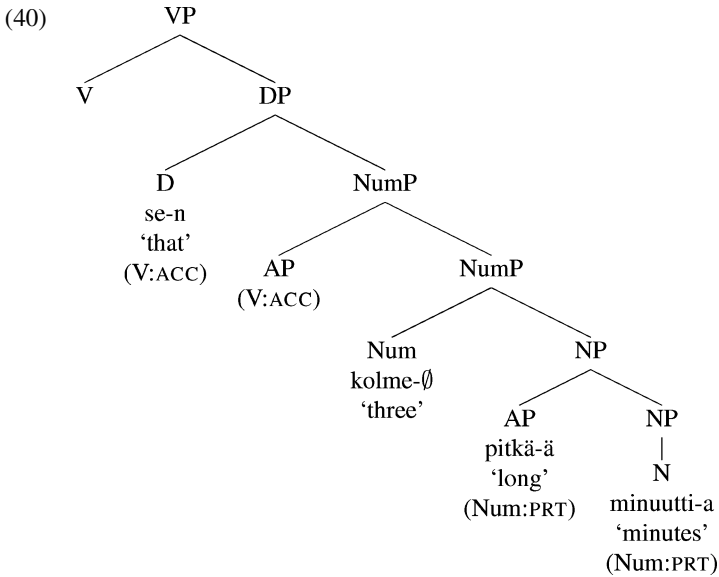 (40)
VP
V DP
D NumP
se-n
‘that’
(V:ACC)
AP NumP
(V:ACC)
Num NP
kolme-∅
‘three’
AP NP
pitkä-ä
‘long’
(Num:PRT)
N
minuutti-a
‘minutes’
(Num:PRT)